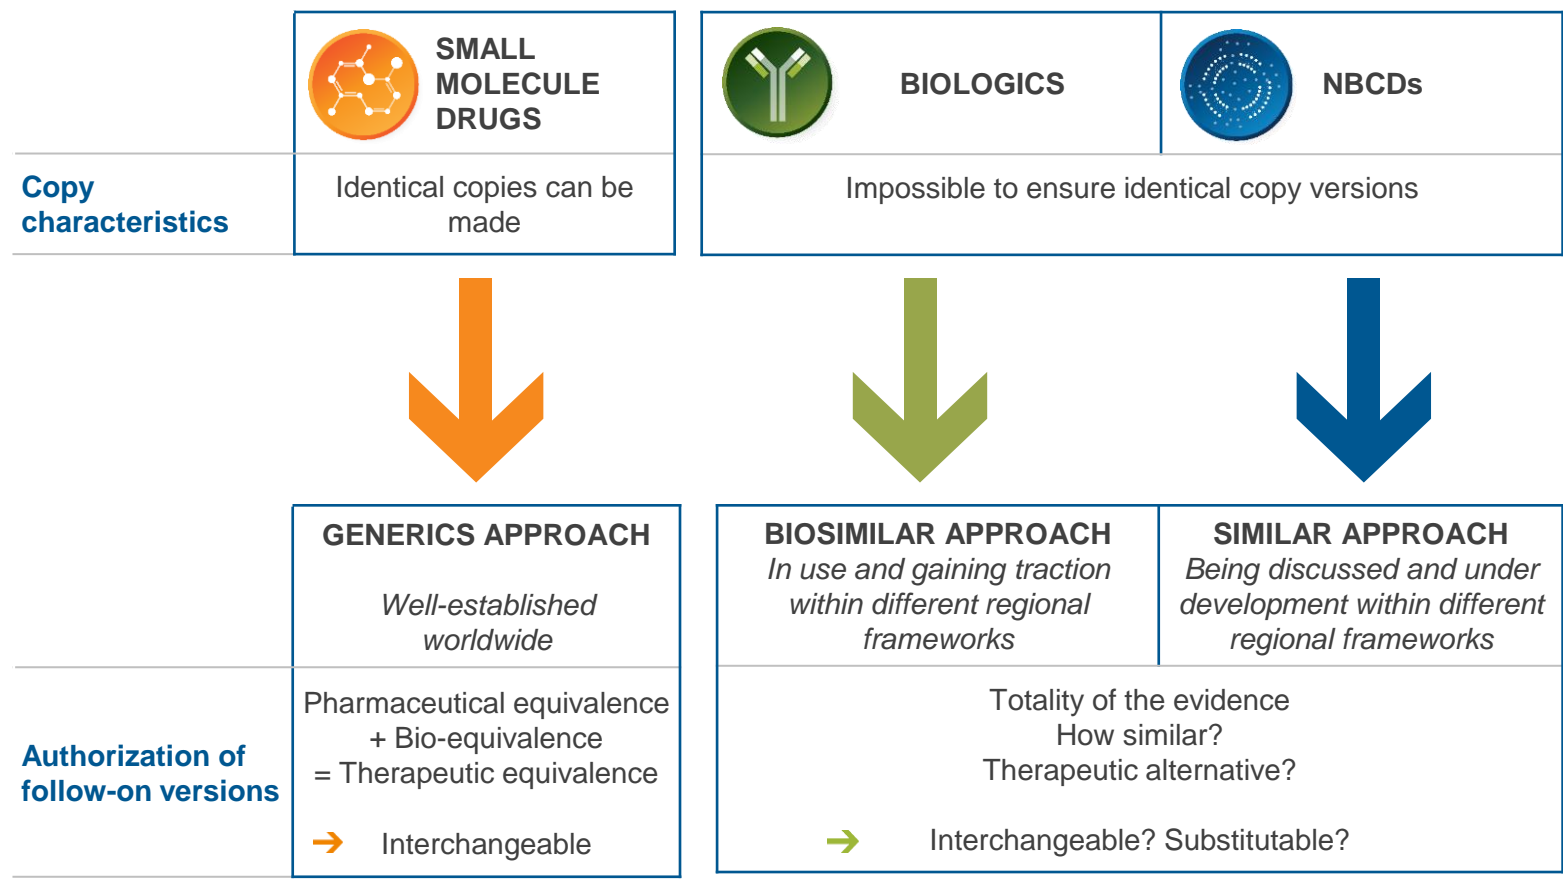 SMALL
MOLECULE
DRUGS
BIOLOGICS
NBCDs
Copy
characteristics
Identical copies can be
made
Impossible to ensure identical copy versions
GENERICS APPROACH
Well-established
worldwide
BIOSIMILAR APPROACH
In use and gaining traction
within different regional
frameworks
SIMILAR APPROACH
Being discussed and under
development within different
regional frameworks
Authorization of
follow-on versions
Pharmaceutical equivalence
+ Bio-equivalence
= Therapeutic equivalence
➔ Interchangeable
Totality of the evidence
How similar?
Therapeutic alternative?
➔ Interchangeable? Substitutable?